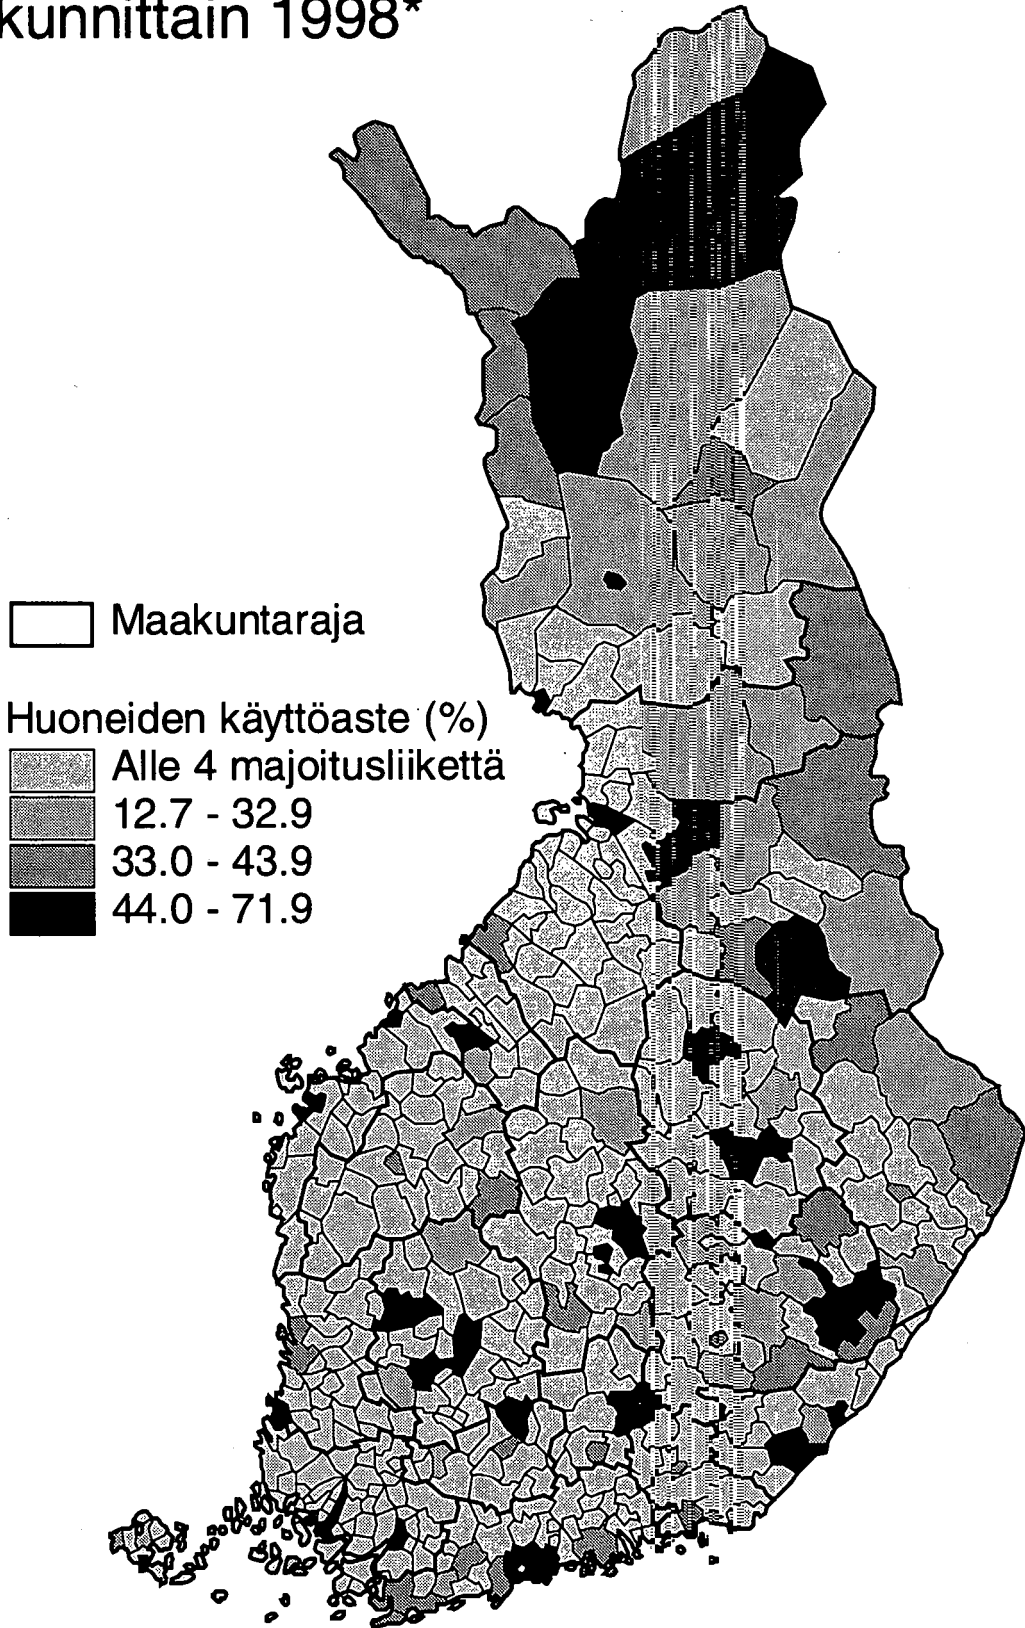 kunnittain 1998*
Maakuntaraja
Huoneiden käyttöaste (%)
Alle 4 majoitusliikettä
12.7 - 32.9
33.0 - 43.9
44.0 - 71.9